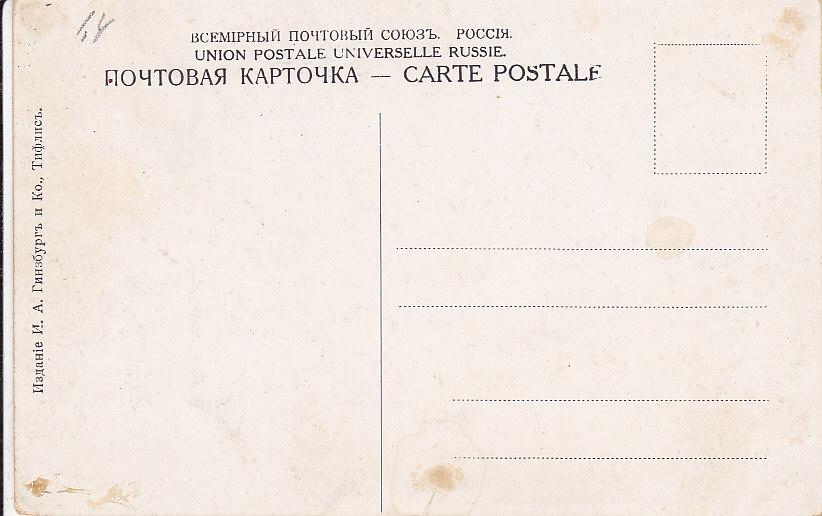 ВСЕМІРНЫЙ ПОЧТОВЫЙ СОЮЗЪ. РОССІЯ.
UNION POSTALE UNIVERSELLE RUSSIE.
ПОЧТОВАЯ КАРТОЧКА — CARTE POSTALE
Изданіе И. А. Гинзбургъ и Ко., Тифлисъ.